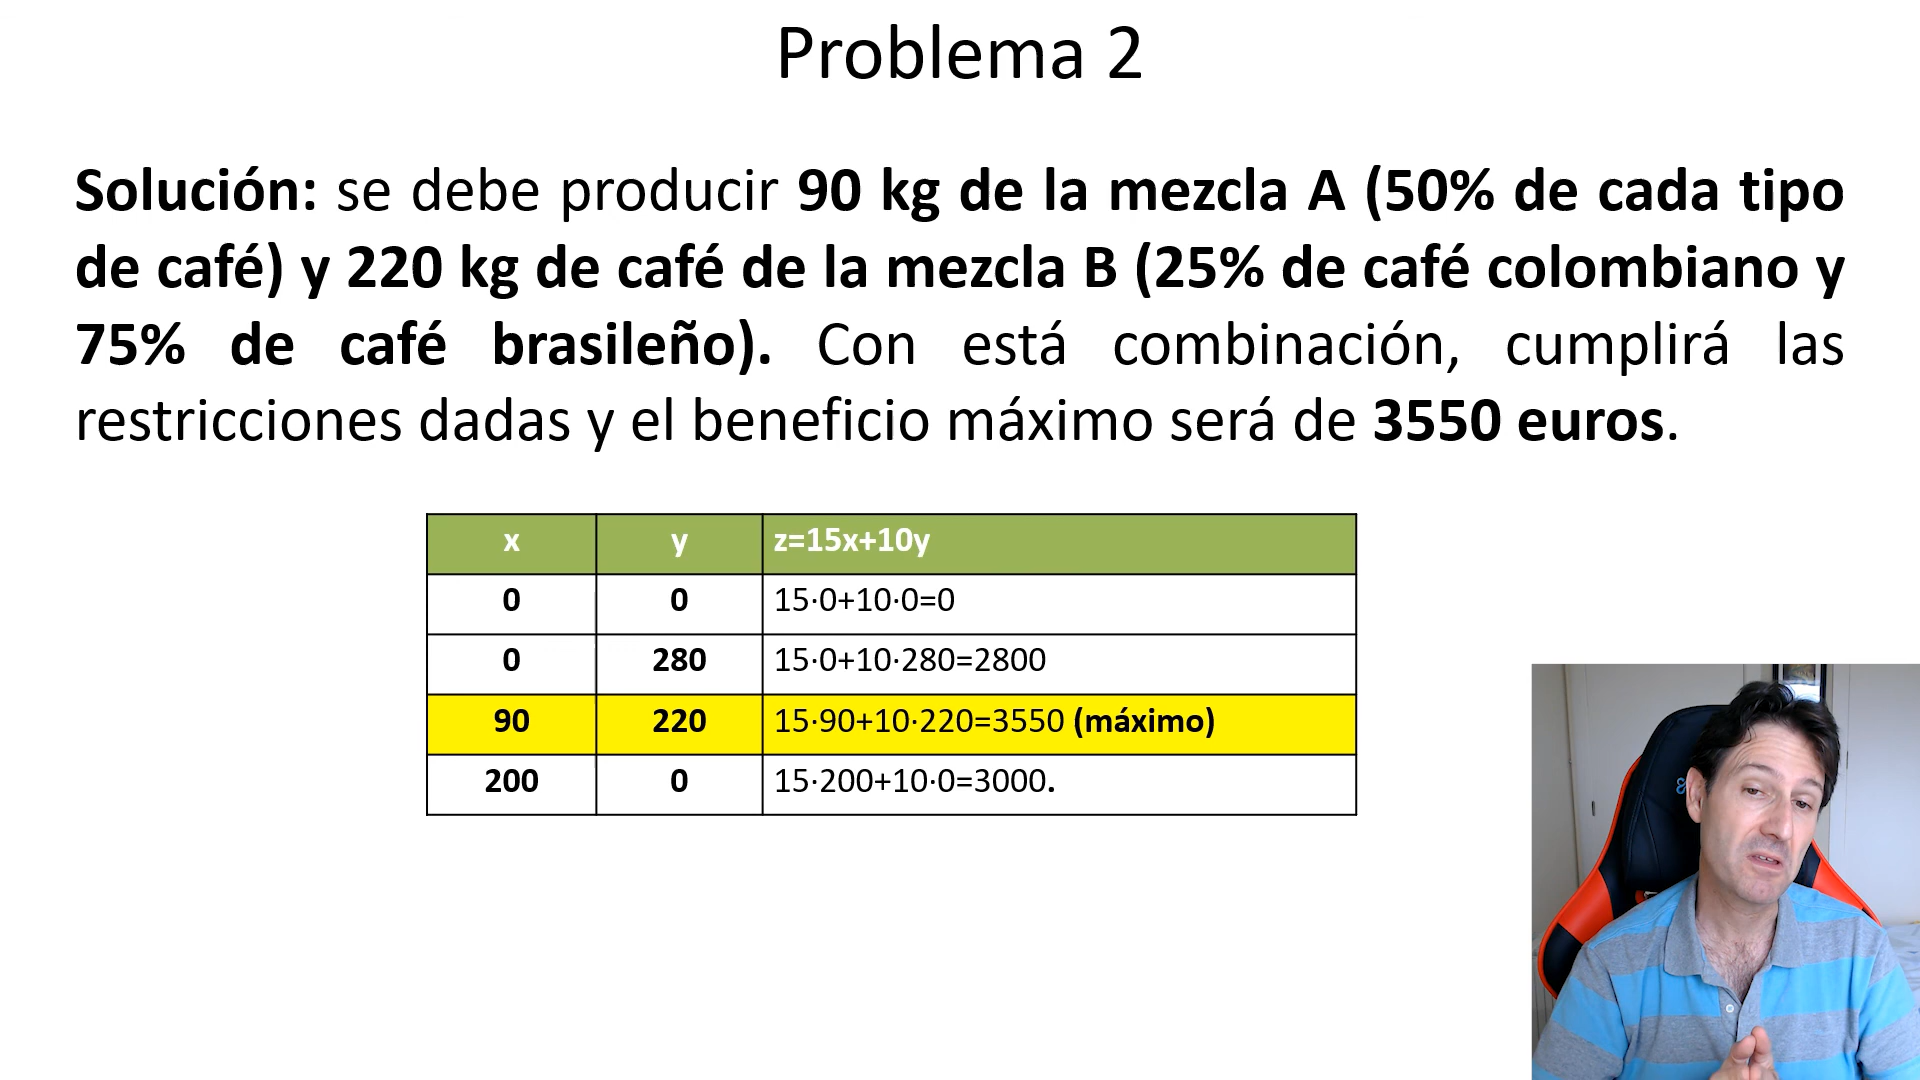 Problema 2
Solución: se debe producir 90 kg de la mezcla A (50% de cada tipo
de café) y 220 kg de café de la mezcla B (25% de café colombiano y
75% de café brasileño). Con está combinación, cumplirá las
restricciones dadas y el beneficio máximo será de 3550 euros.
x y z=15x+10y
0 0 15·0+10·0=0
0 280 15·0+10·280=2800
90 220 15·90+10·220=3550 (máximo)
200 0 15·200+10·0=3000.